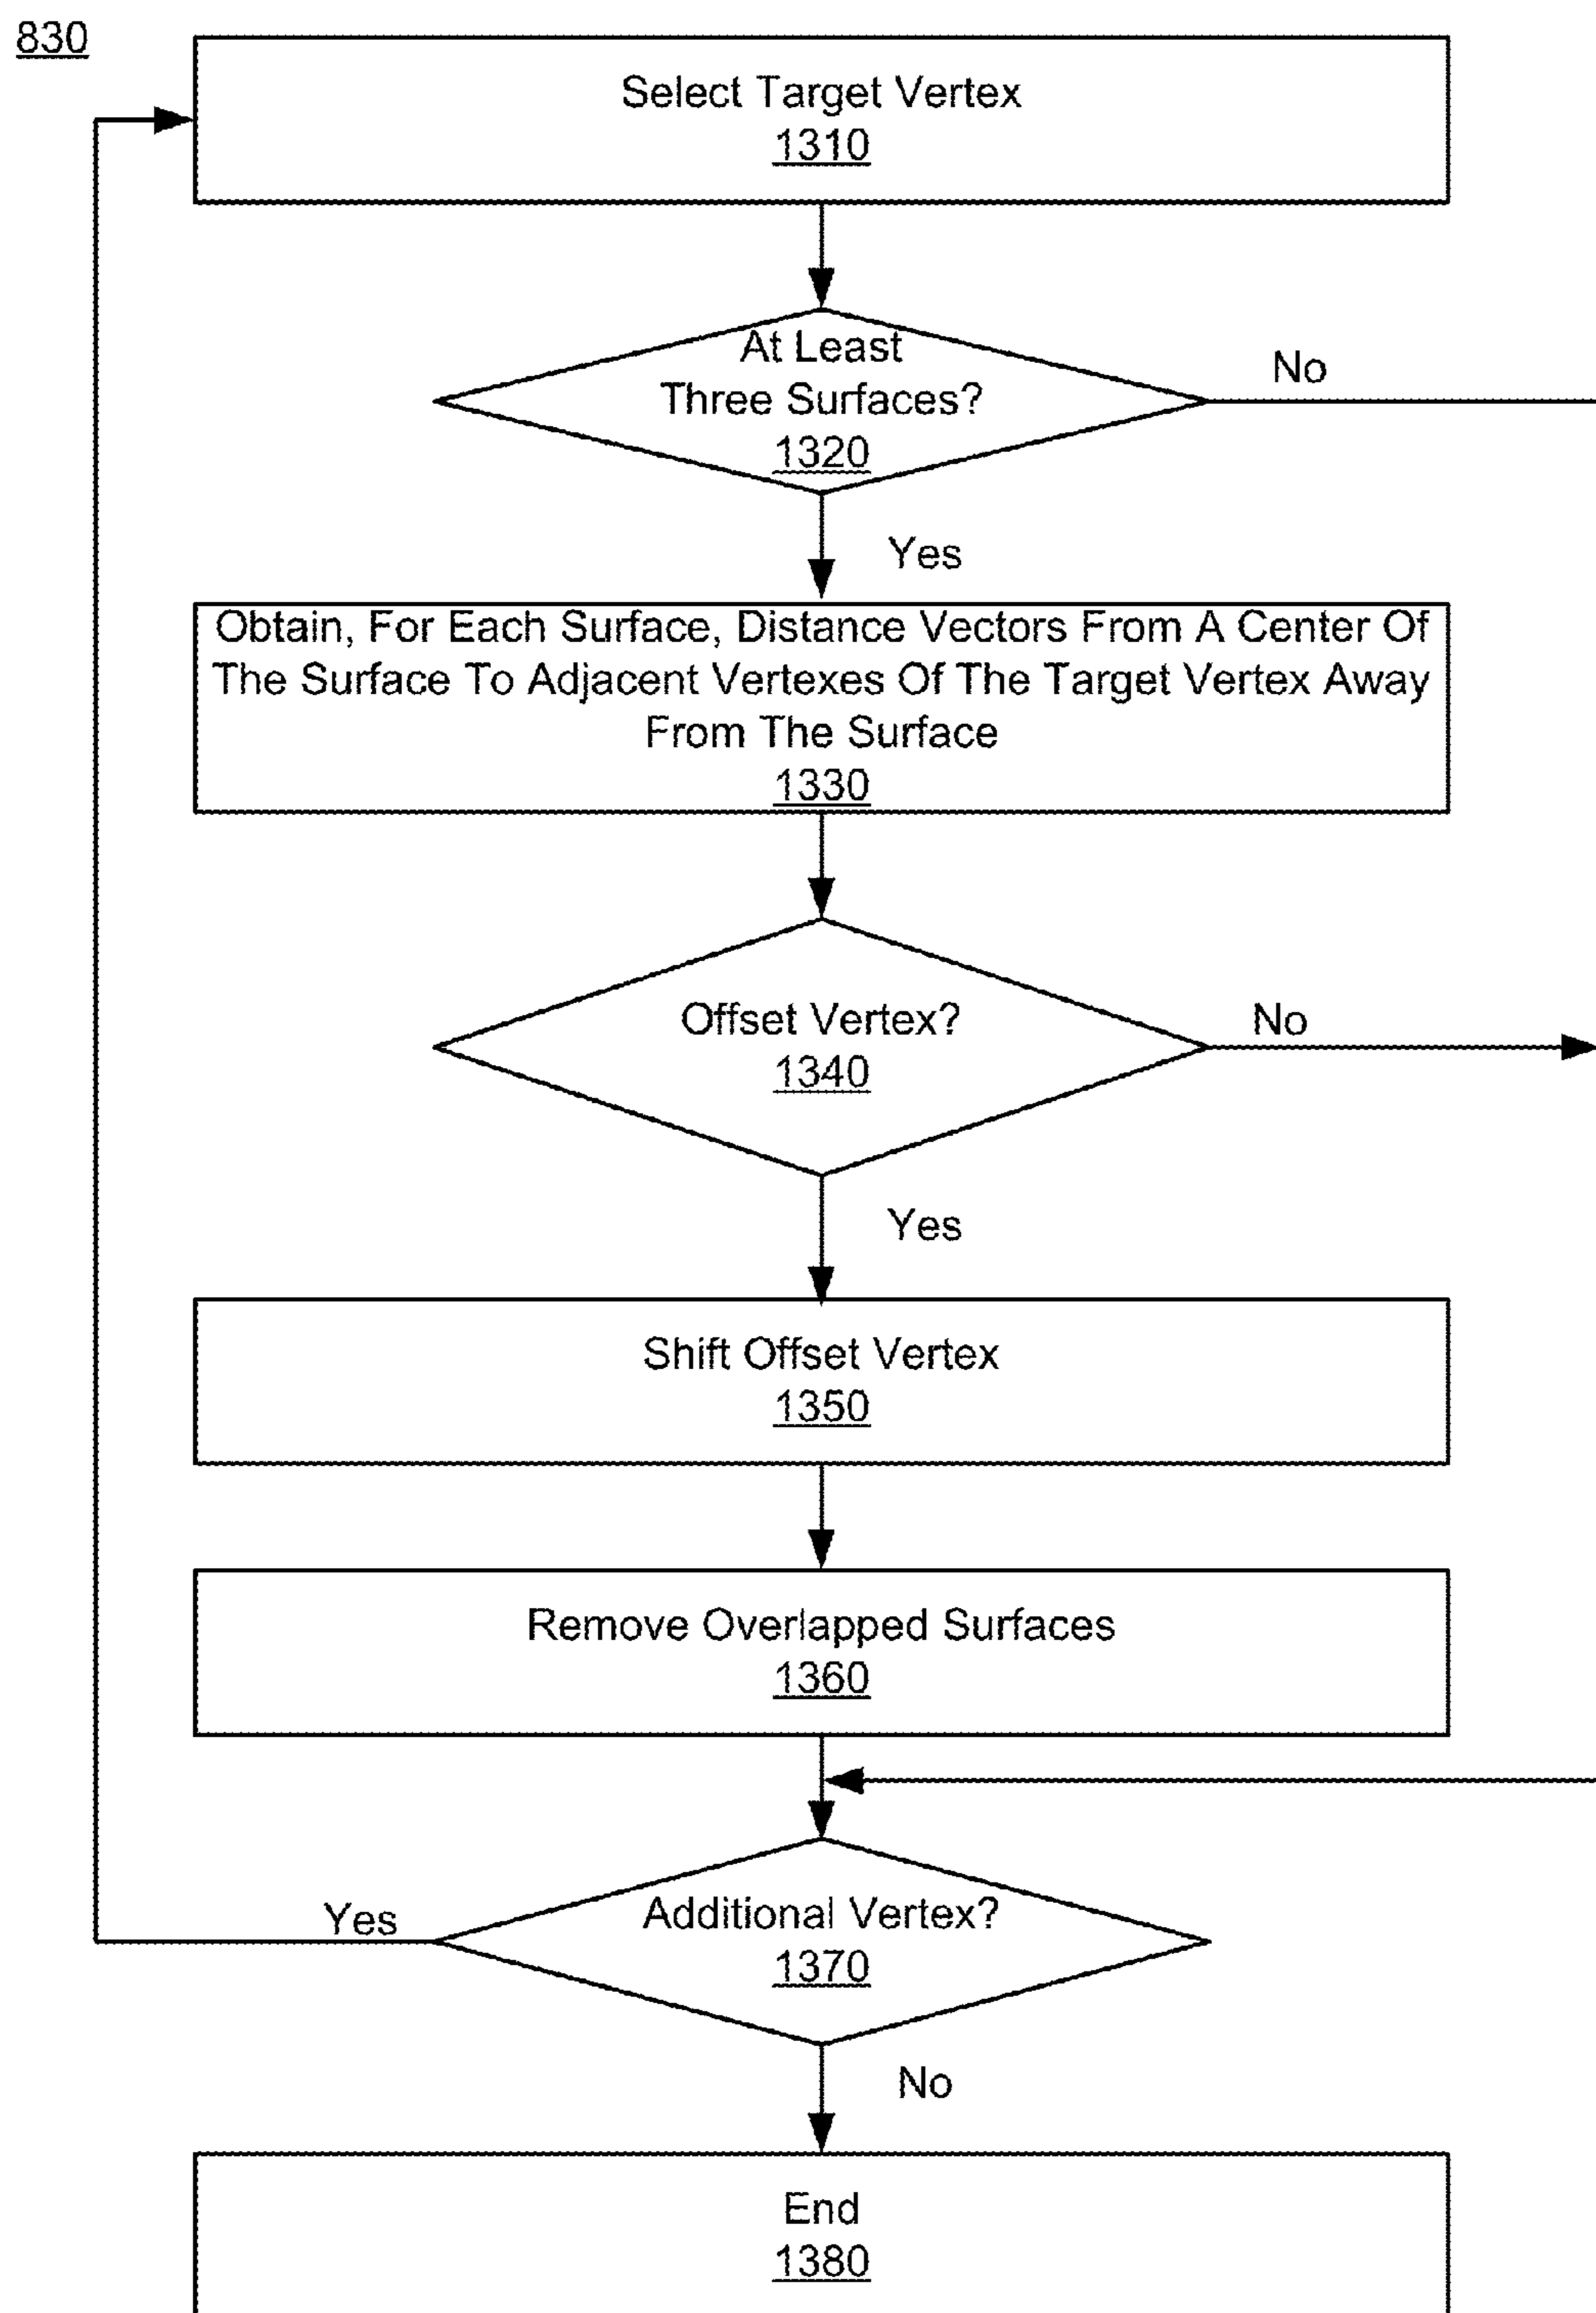 830
Select Target Vertex
1310
At Least
Three Surfaces?
1320
No
Yes
Obtain, For Each Surface, Distance Vectors From A Center Of
The Surface To Adjacent Vertexes Of The Target Vertex Away
From The Surface
1330
Offset Vertex?
1340
No
Yes
Shift Offset Vertex
1350
Remove Overlapped Surfaces
1360
Additional Vertex?
1370
Yes
No
End
1380